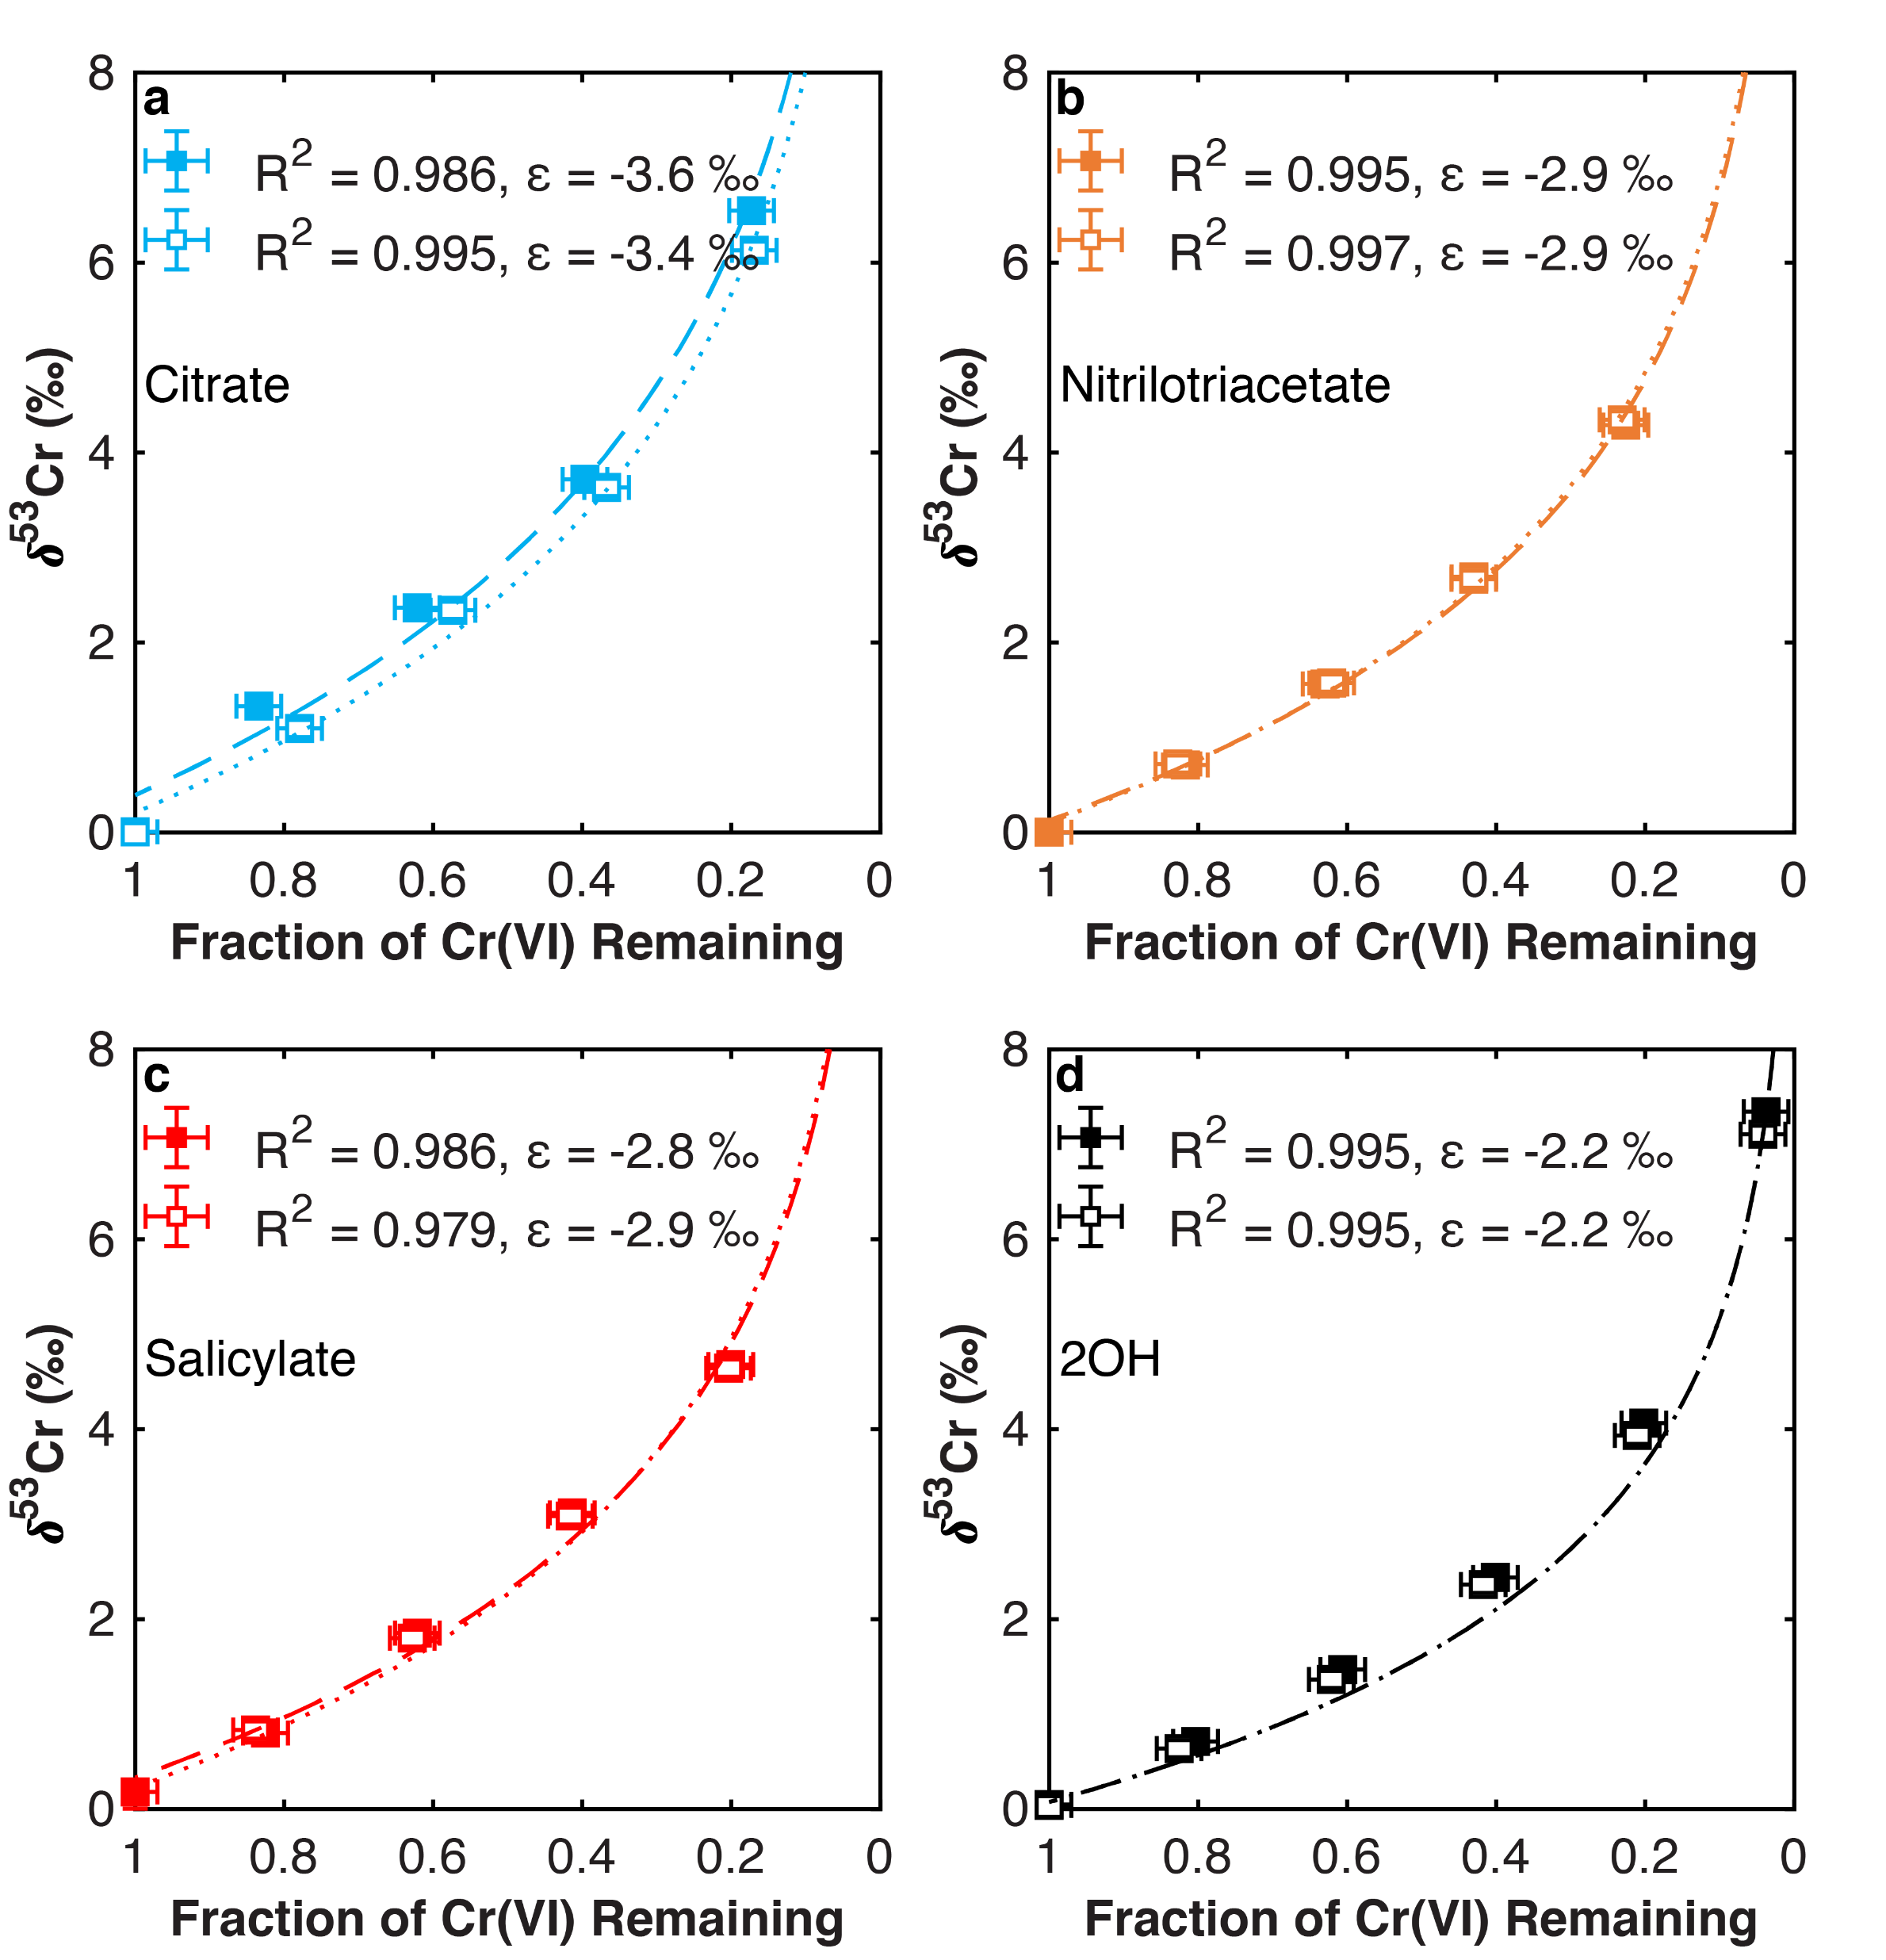 8
a
R2 = 0.986, ε = -3.6 ‰
R2 = 0.995, ε = -3.4 ‰
6
Citrate
4
2
0
δ53Cr (‰)
1 0.8 0.6 0.4 0.2 0
Fraction of Cr(VI) Remaining
8
b
R2 = 0.995, ε = -2.9 ‰
R2 = 0.997, ε = -2.9 ‰
6
Nitrilotriacetate
4
2
0
δ53Cr (‰)
1 0.8 0.6 0.4 0.2 0
Fraction of Cr(VI) Remaining
8
c
R2 = 0.986, ε = -2.8 ‰
R2 = 0.979, ε = -2.9 ‰
6
Salicylate
4
2
0
δ53Cr (‰)
1 0.8 0.6 0.4 0.2 0
Fraction of Cr(VI) Remaining
8
d
R2 = 0.995, ε = -2.2 ‰
R2 = 0.995, ε = -2.2 ‰
6
2OH
4
2
0
δ53Cr (‰)
1 0.8 0.6 0.4 0.2 0
Fraction of Cr(VI) Remaining